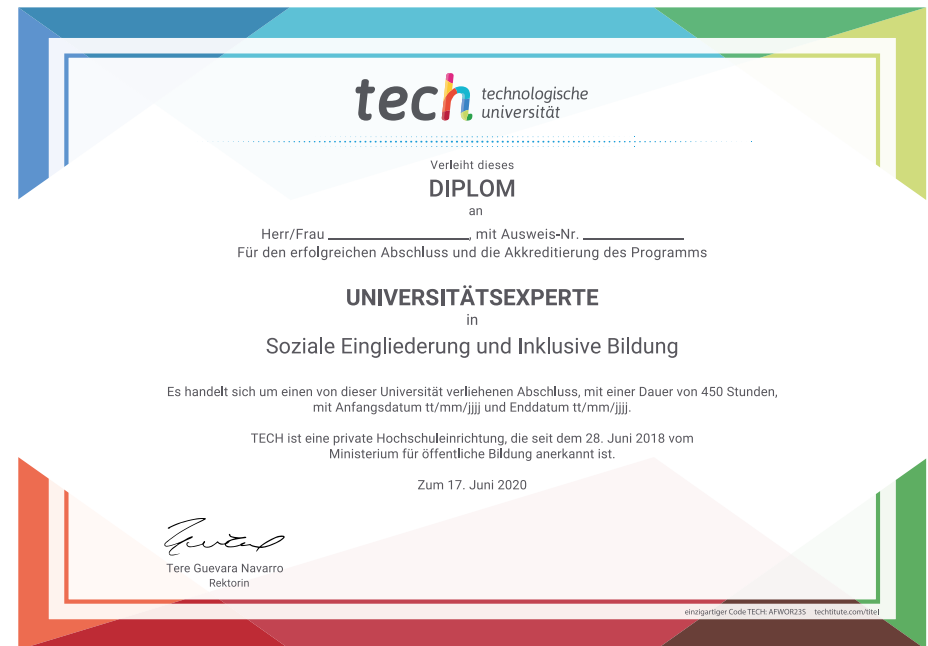 tech technologische
universität
Verleiht dieses
DIPLOM
an
Herr/Frau ____________________, mit Ausweis-Nr. ______________
Für den erfolgreichen Abschluss und die Akkreditierung des Programms
UNIVERSITÄTSEXPERTE
in
Soziale Eingliederung und Inklusive Bildung
Es handelt sich um einen von dieser Universität verliehenen Abschluss, mit einer Dauer von 450 Stunden,
mit Anfangsdatum tt/mm/jjjj und Enddatum tt/mm/jjjj.
TECH ist eine private Hochschuleinrichtung, die seit dem 28. Juni 2018 vom
Ministerium für öffentliche Bildung anerkannt ist.
Zum 17. Juni 2020
Tere Guevara Navarro
Rektorin
einzigartiger Code TECH: AFWOR23S techtitute.com/titel